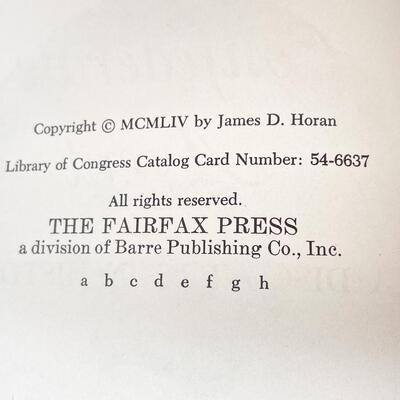 Copyright © MCMLIV by James D. Horan
Library of Congress Catalog Card Number: 54-6637
All rights reserved.
THE FAIRFAX PRESS
a division of Barre Publishing Co., Inc.
a b c d e f g h